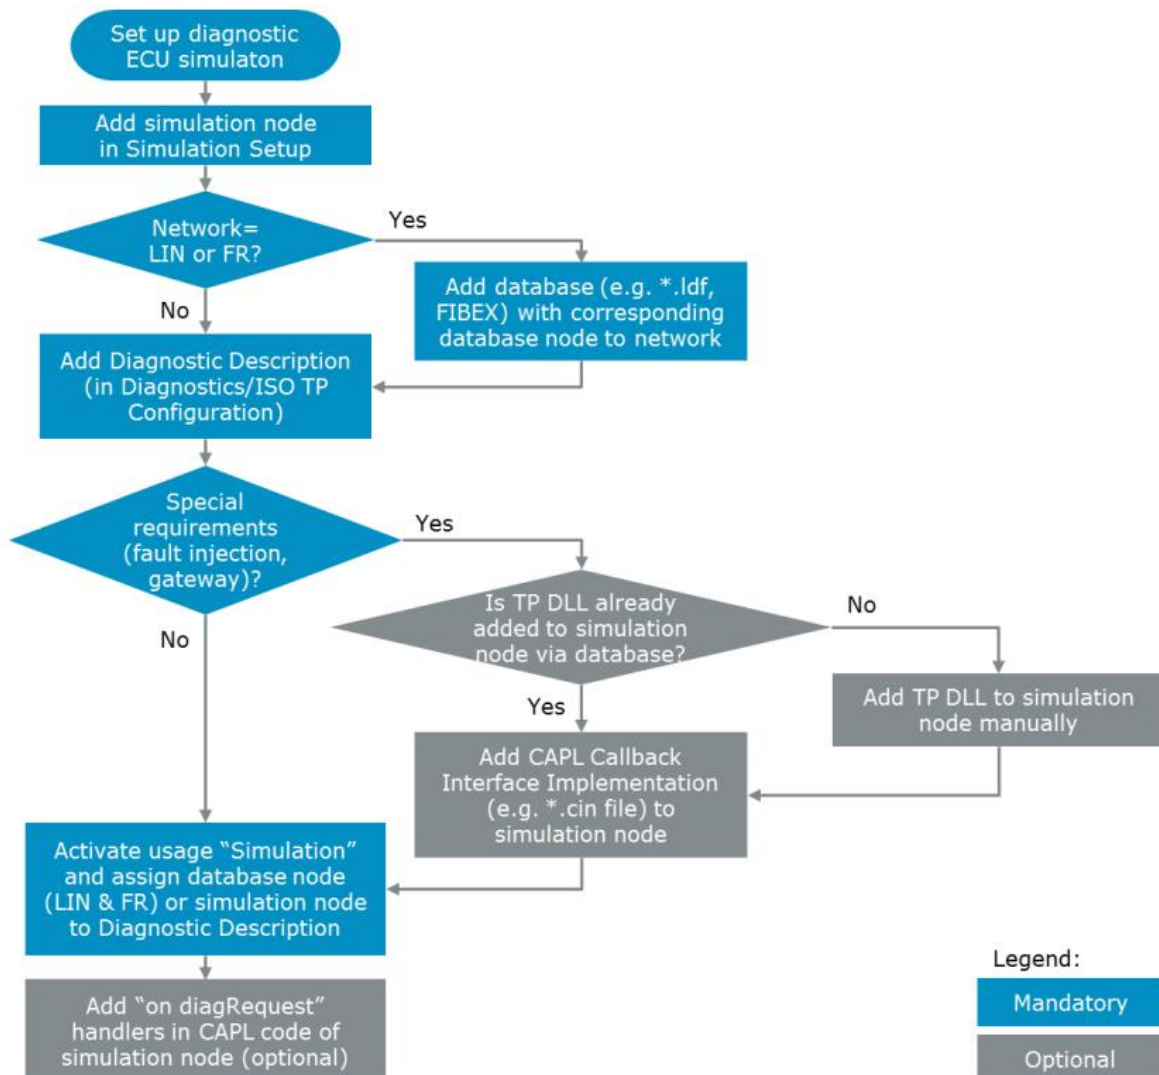 Set up diagnostic
ECU simulaton
Add simulation node
in Simulation Setup
Network=
LIN or FR?
Yes
No
Add database (e.g. *.ldf,
FIBEX) with corresponding
database node to network
Add Diagnostic Description
(in Diagnostics/ISO TP
Configuration)
Special
requirements
(fault injection,
gateway)?
Yes
No
Is TP DLL already
added to simulation
node via database?
No
Yes
Add TP DLL to simulation
node manually
Add CAPL Callback
Interface Implementation
(e.g. *.cin file) to
simulation node
Activate usage “Simulation”
and assign database node
(LIN & FR) or simulation node
to Diagnostic Description
Add “on diagRequest”
handlers in CAPL code of
simulation node (optional)
Legend:
Mandatory
Optional